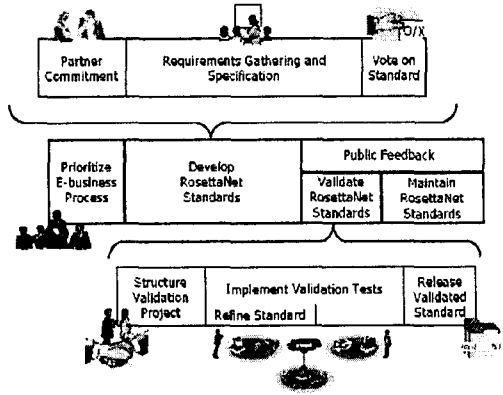 O/X
Partner
Commitment
Requirements Gathering and
Specification
Vote on
Standard
Prioritize
E-business
Process
Develop
RosettaNet
Standards
Public Feedback
Validate
RosettaNet
Standards
Maintain
RosettaNet
Standards
Structure
Validation
Project
Implement Validation Tests
Refine Standard
Release
Validated
Standard